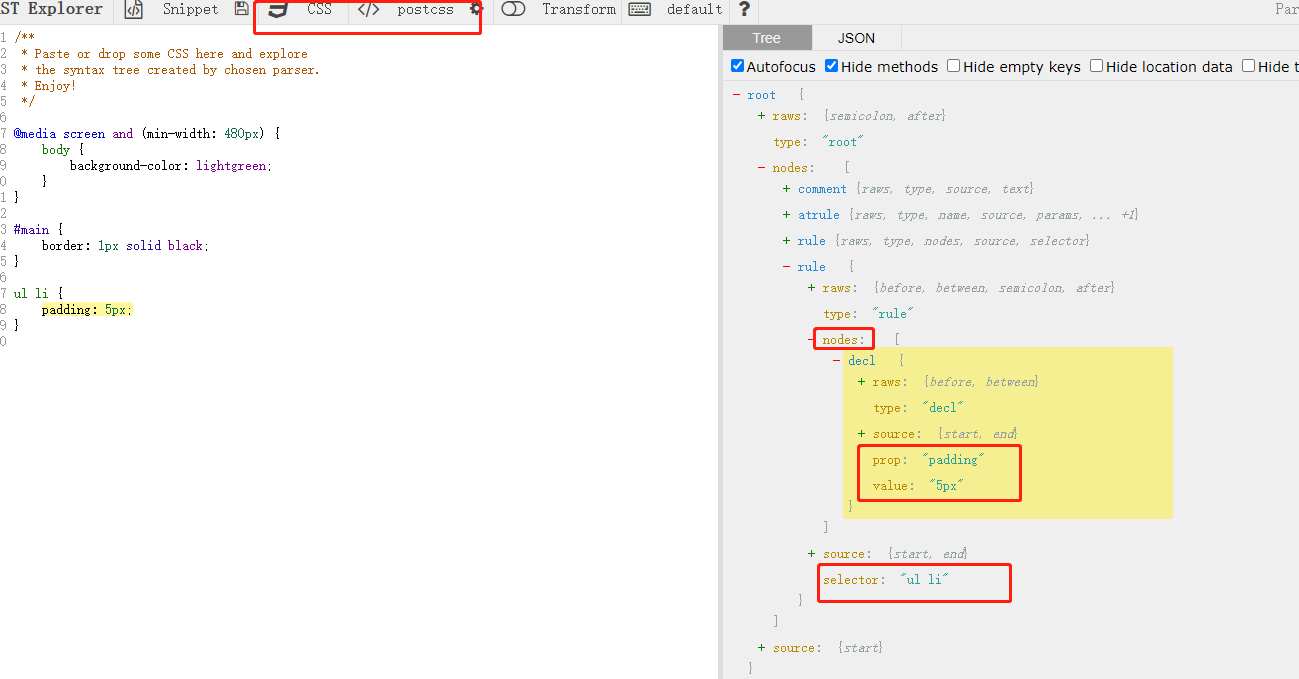 ST Explorer </> Snippet CSS </> postcss Transform default ? Par
Tree JSON
Autofocus Hide methods Hide empty keys Hide location data Hide t
1 /**
2  * Paste or drop some CSS here and explore
3  * the syntax tree created by chosen parser.
4  * Enjoy!
5  */
6
7 @media screen and (min-width: 480px) {
8     body {
9         background-color: lightgreen;
0     }
1 }
2
3 #main {
4     border: 1px solid black;
5 }
6
7 ul li {
8     padding: 5px;
9 }
0
− root {
+ raws: {semicolon, after}
type: "root"
− nodes: [
+ comment {raws, type, source, text}
+ atrule {raws, type, name, source, params, ... +1}
+ rule {raws, type, nodes, source, selector}
− rule {
+ raws: {before, between, semicolon, after}
type: "rule"
− nodes: [
− decl {
+ raws: {before, between}
type: "decl"
+ source: {start, end}
prop: "padding"
value: "5px"
}
]
+ source: {start, end}
selector: "ul li"
}
]
+ source: {start}
}